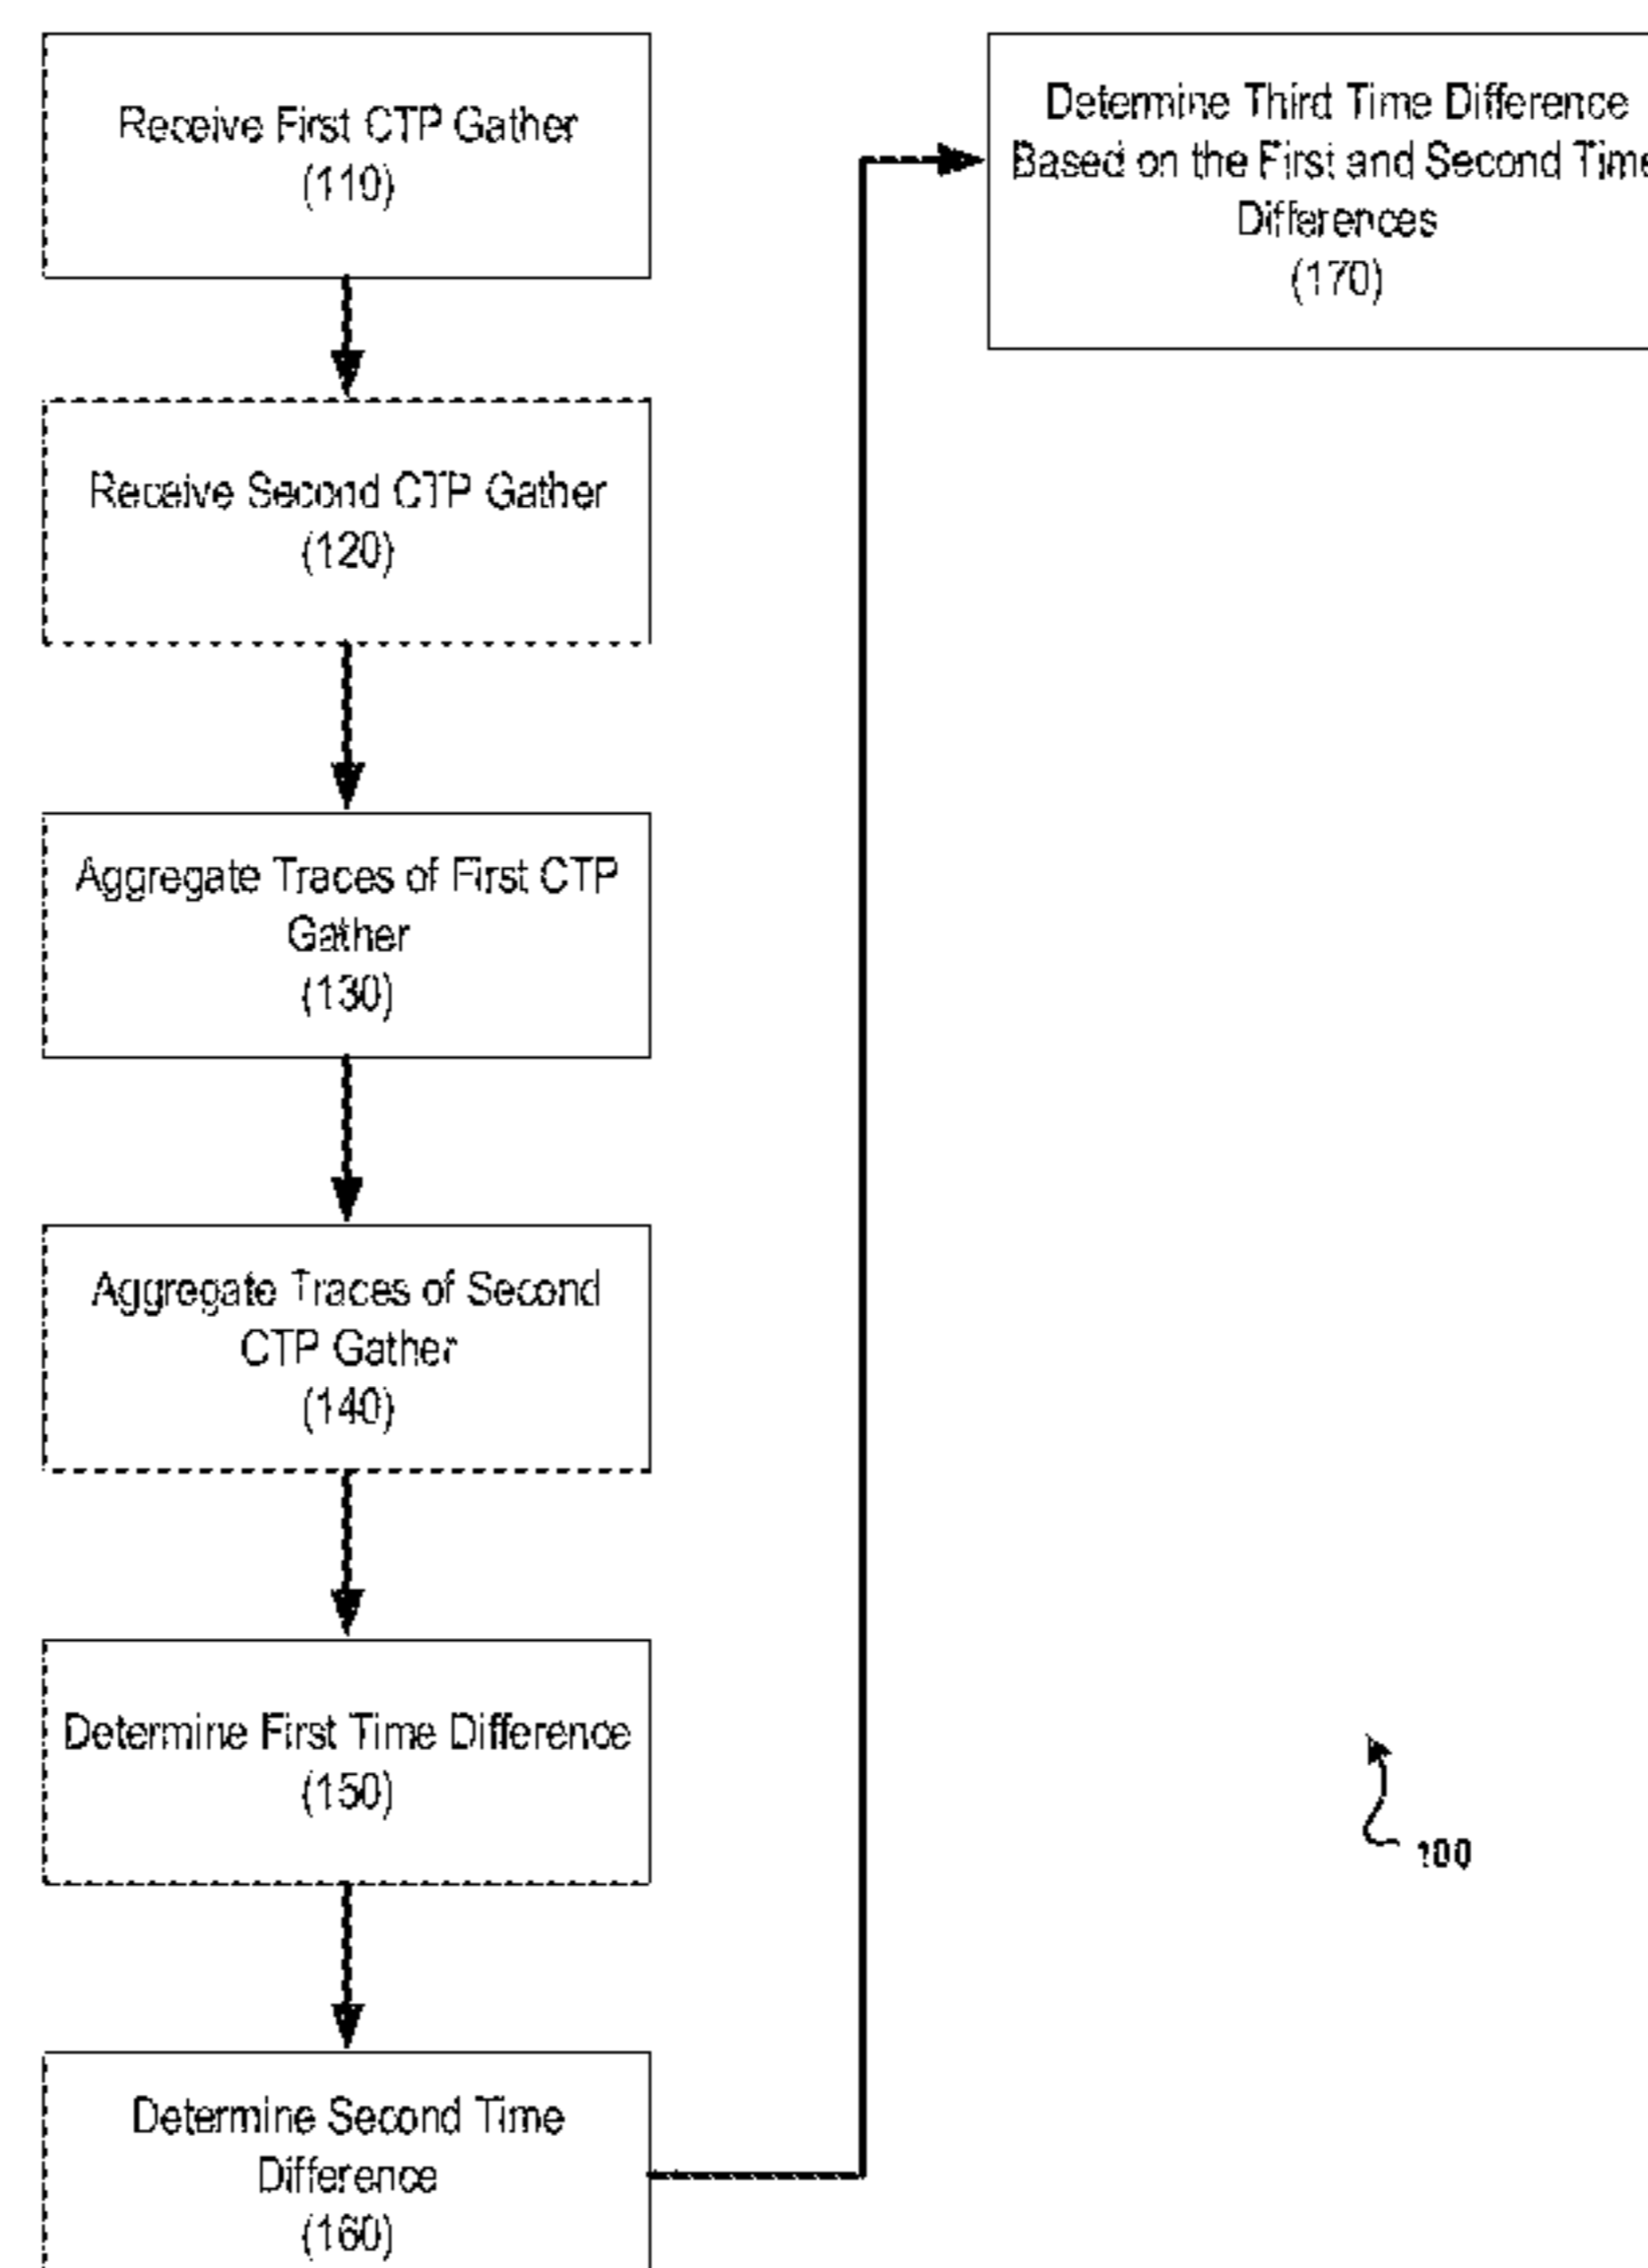 Receive First CTP Gather
(110)
Receive Second CTP Gather
(120)
Aggregate Traces of First CTP
Gather
(130)
Aggregate Traces of Second
CTP Gather
(140)
Determine First Time Difference
(150)
Determine Second Time
Difference
(160)
Determine Third Time Difference
Based on the First and Second Time
Differences
(170)
100